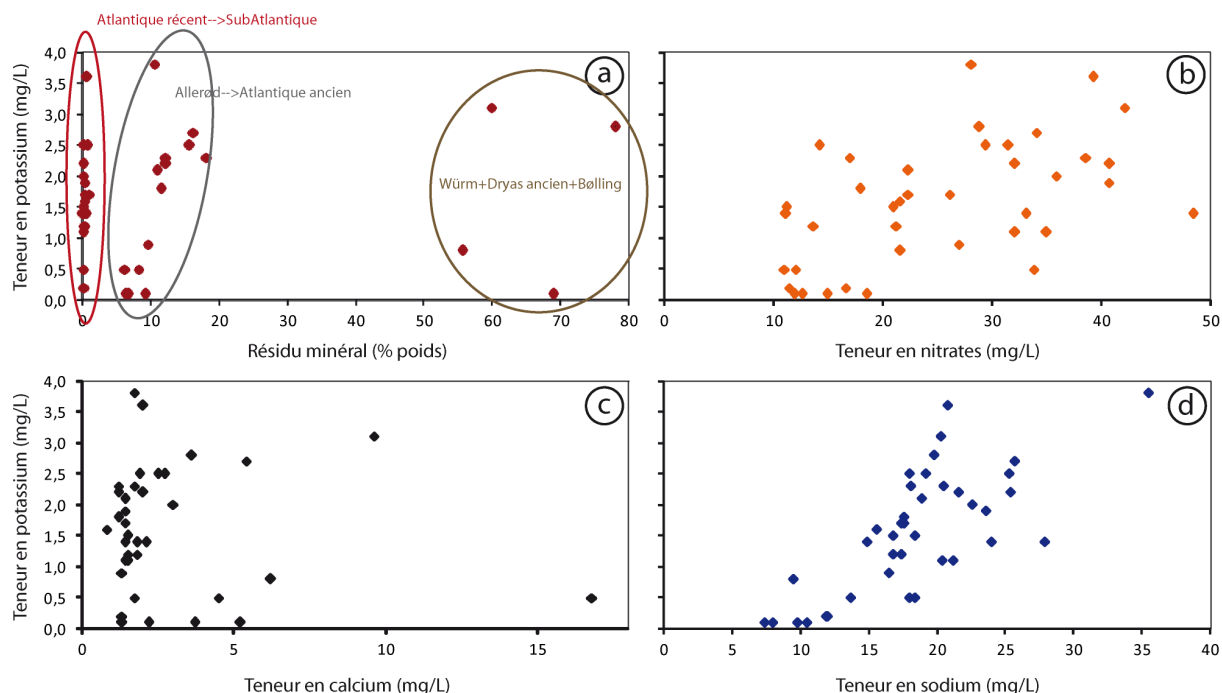 Atlantique récent-->SubAtlantique
Teneur en potassium (mg/L)
4,0
3,5
3,0
2,5
2,0
1,5
1,0
0,5
0,0
a
Allerød-->Atlantique ancien
Würm+Dryas ancien+Bølling
0 10 20 30 40 50 60 70 80
Résidu minéral (% poids)
b
0 10 20 30 40 50
Teneur en nitrates (mg/L)
Teneur en potassium (mg/L)
4,0
3,5
3,0
2,5
2,0
1,5
1,0
0,5
0,0
c
0 5 10 15
Teneur en calcium (mg/L)
d
0 5 10 15 20 25 30 35 40
Teneur en sodium (mg/L)